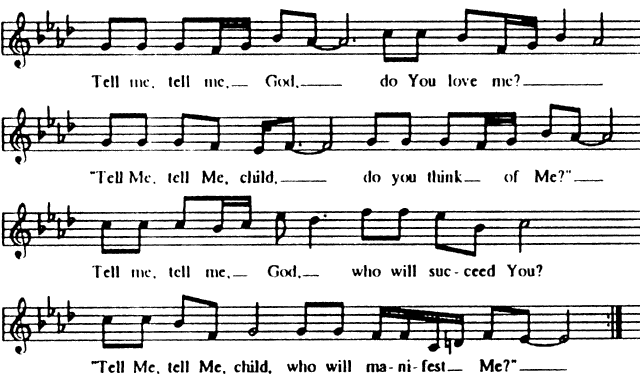 Tell me, tell me,— God,— do You love me?—
"Tell Me, tell Me, child,— do you think— of Me?"—
Tell me, tell me,— God,— who will suc-ceed You?
"Tell Me, tell Me, child, who will ma-ni-fest— Me?"—